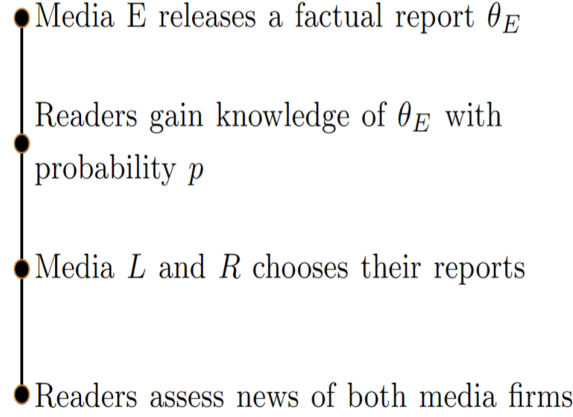 Media E releases a factual report θ_E
Readers gain knowledge of θ_E with
probability p
Media L and R chooses their reports
Readers assess news of both media firms